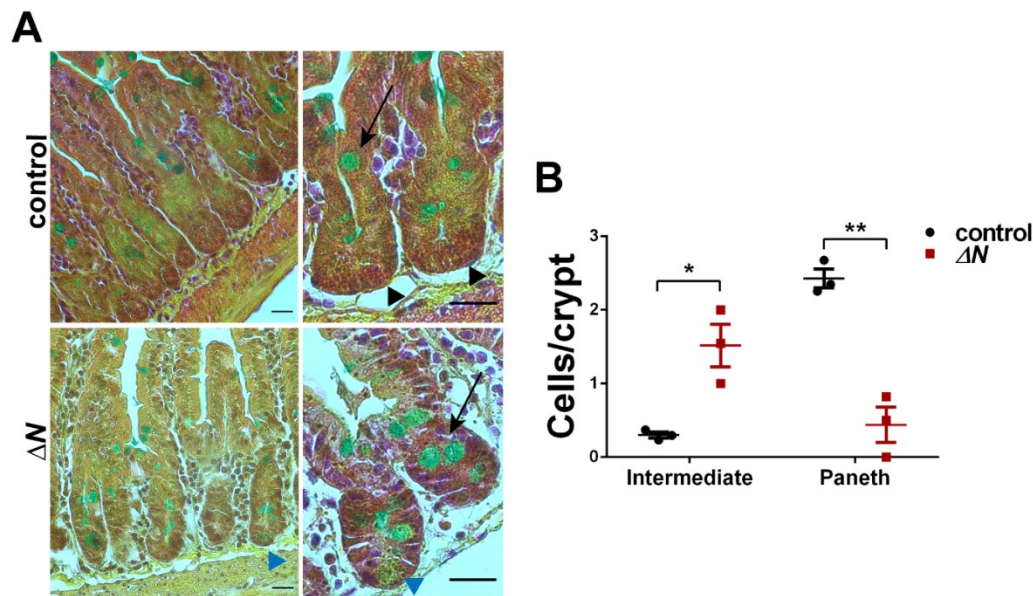 A
control
ΔN
B
Cells/crypt
3
2
1
0
*
**
Intermediate
Paneth
control
ΔN